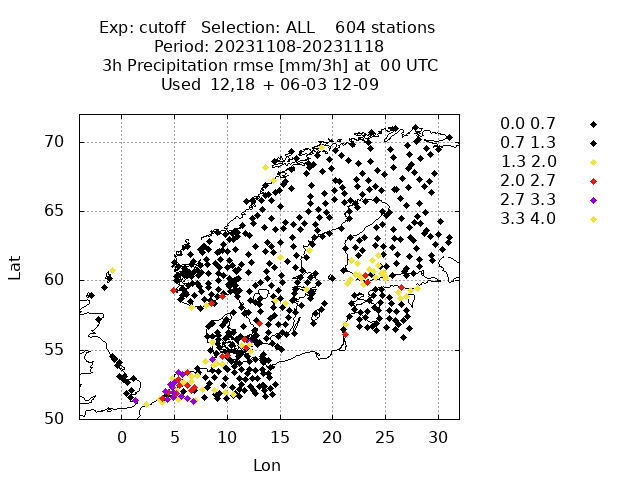 Exp: cutoff Selection: ALL 604 stations
Period: 20231108-20231118
3h Precipitation rmse [mm/3h] at 00 UTC
Used 12,18 + 06-03 12-09
0.0 0.7
0.7 1.3
1.3 2.0
2.0 2.7
2.7 3.3
3.3 4.0
70
65
60
55
50
Lat
0 5 10 15 20 25 30
Lon